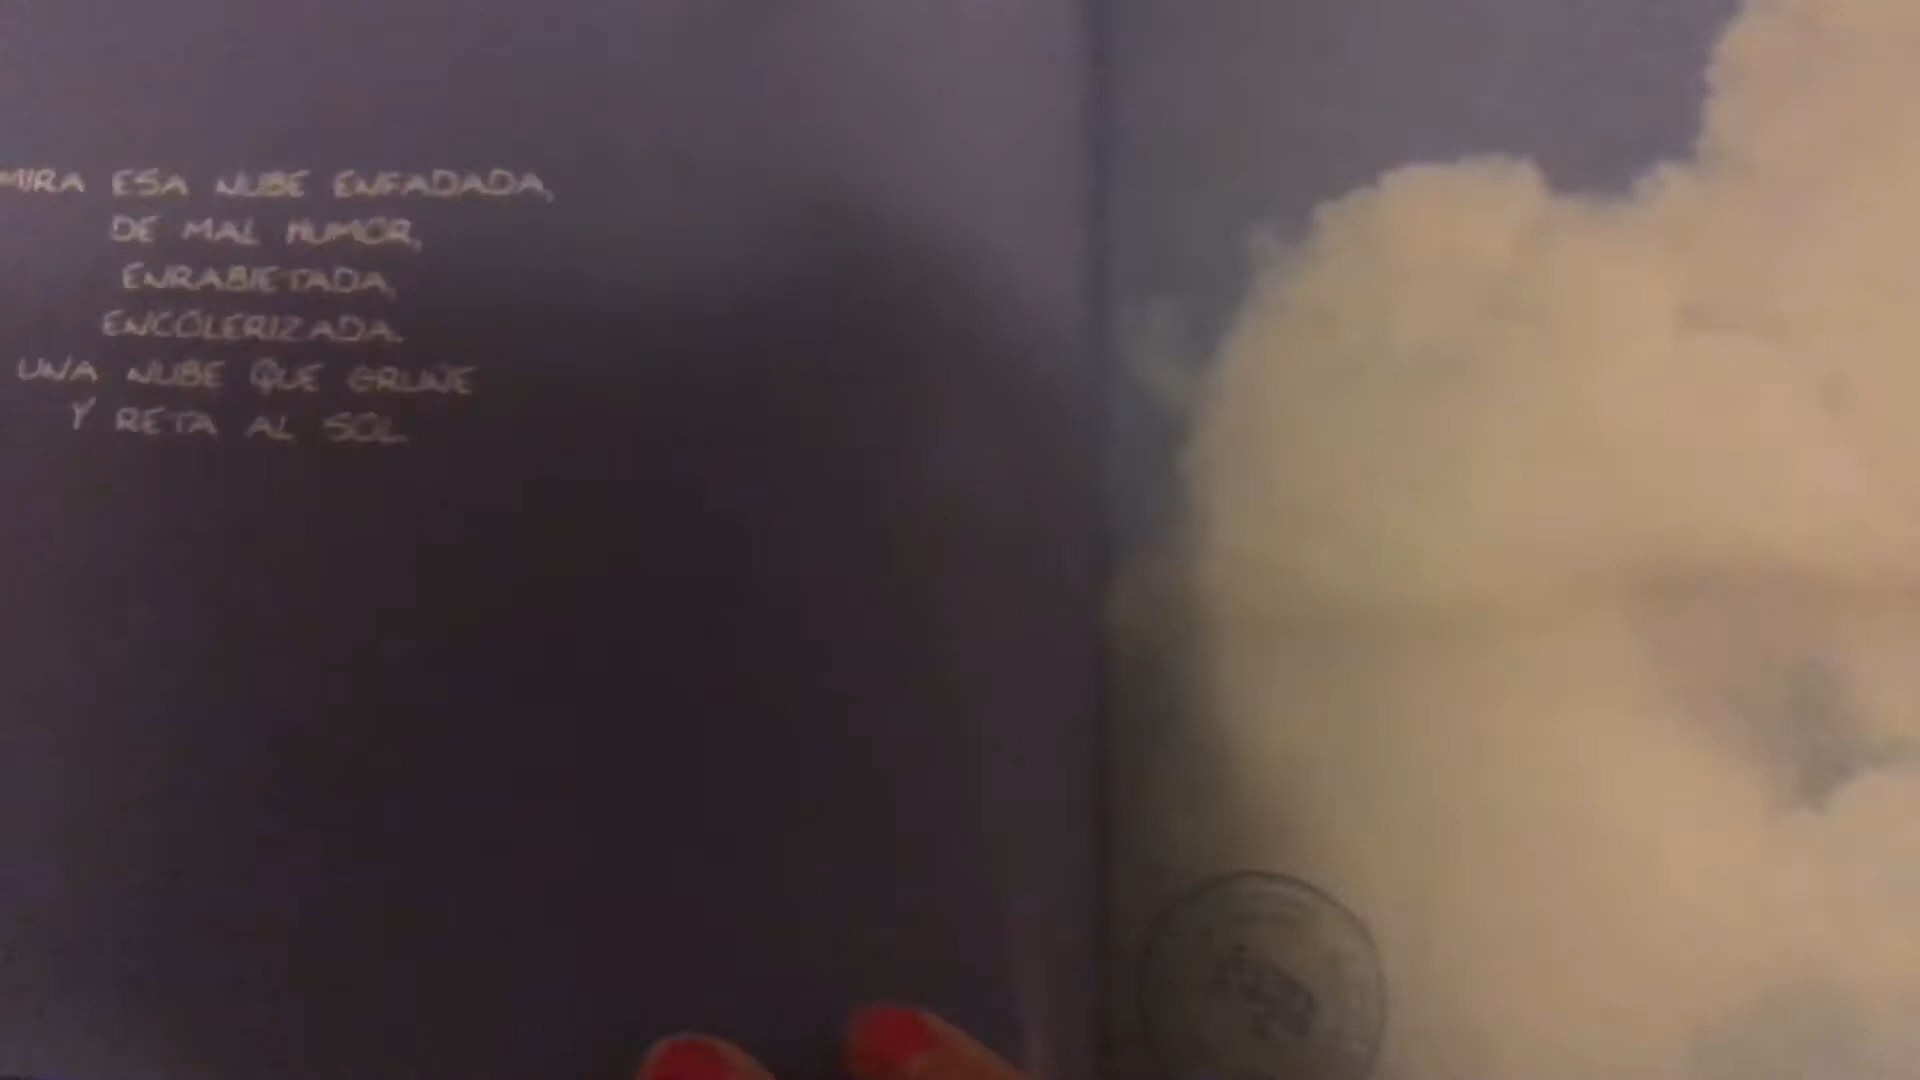 MIRA ESA NUBE ENFADADA,
DE MAL HUMOR,
ENRABIETADA,
ENCOLERIZADA.
UNA NUBE QUE GRUÑE
Y RETA AL SOL.